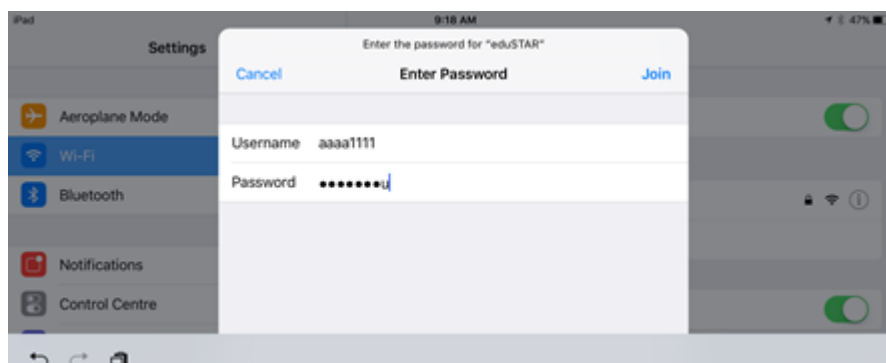 iPad 9:18 AM 47%
Settings
Enter the password for "eduSTAR"
Cancel Enter Password Join
Aeroplane Mode
Username aaaa1111
Wi-Fi
Password •••••••u
Bluetooth
Notifications
Control Centre